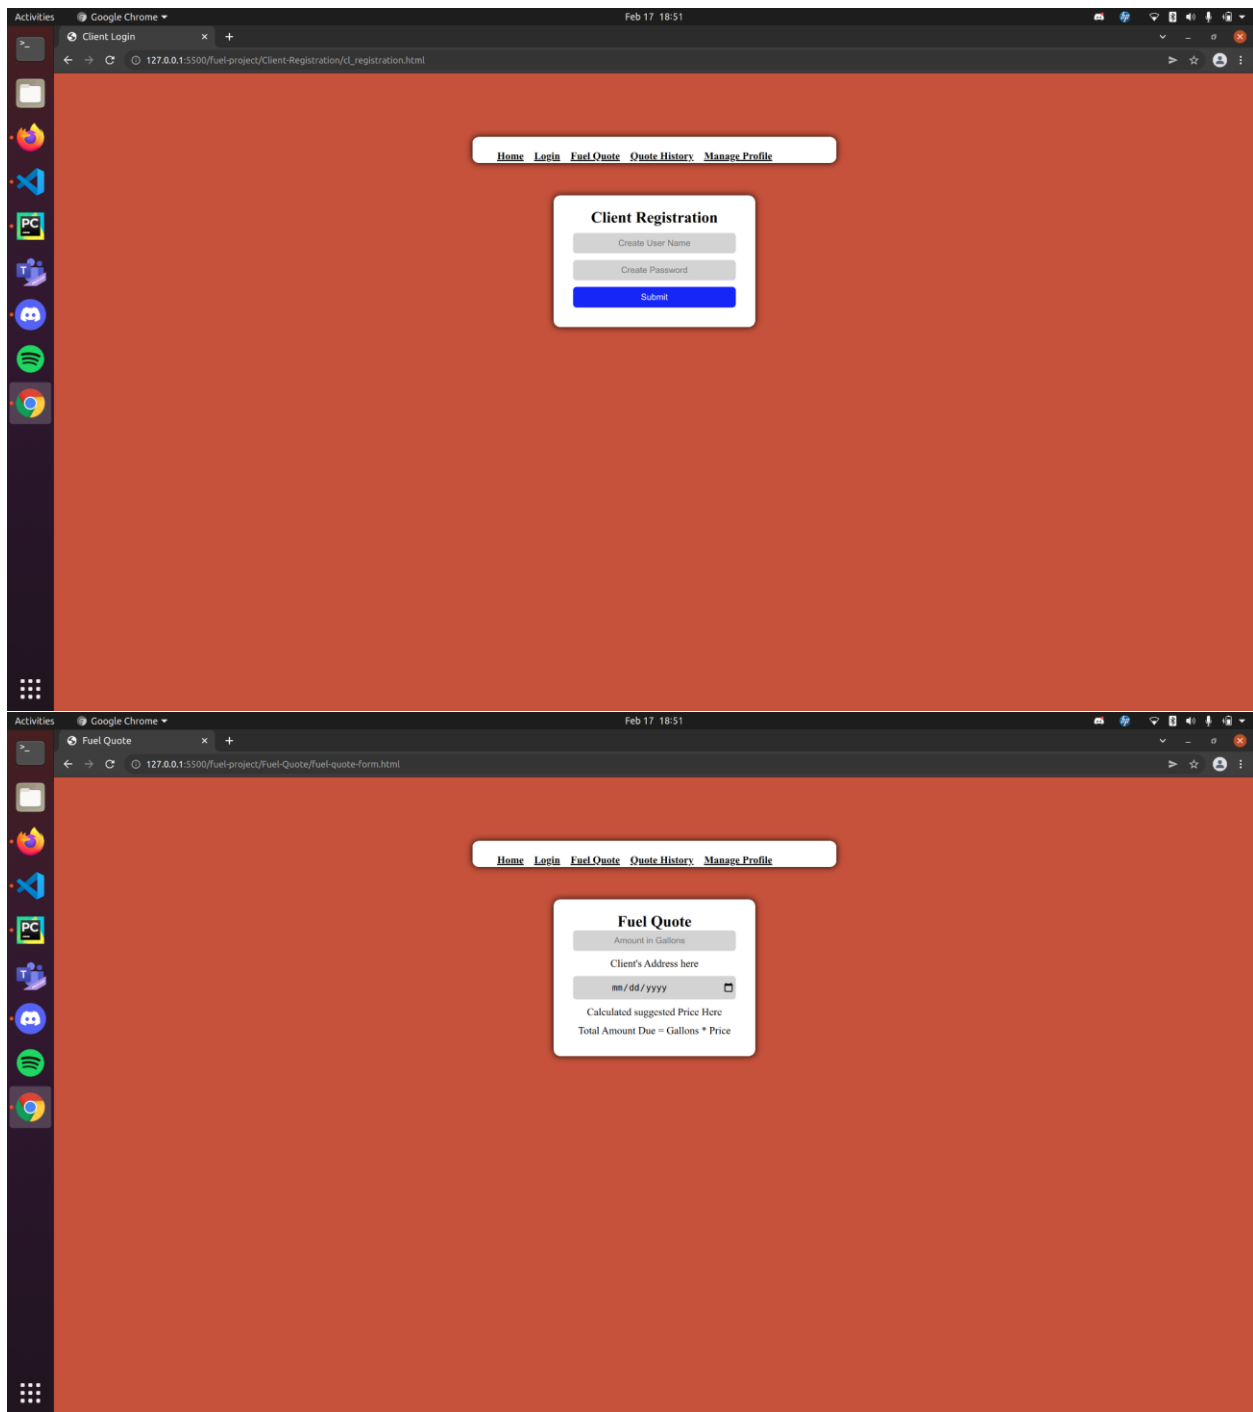 Activities Google Chrome Feb 17 18:51
Client Login
127.0.0.1:5500/fuel-project/Client-Registration/cl_registration.html
Home Login Fuel Quote Quote History Manage Profile
Client Registration
Create User Name
Create Password
Submit
Activities Google Chrome Feb 17 18:51
Fuel Quote
127.0.0.1:5500/fuel-project/Fuel-Quote/fuel-quote-form.html
Home Login Fuel Quote Quote History Manage Profile
Fuel Quote
Amount in Gallons
Client's Address here
mm/dd/yyyy
Calculated suggested Price Here
Total Amount Due = Gallons * Price